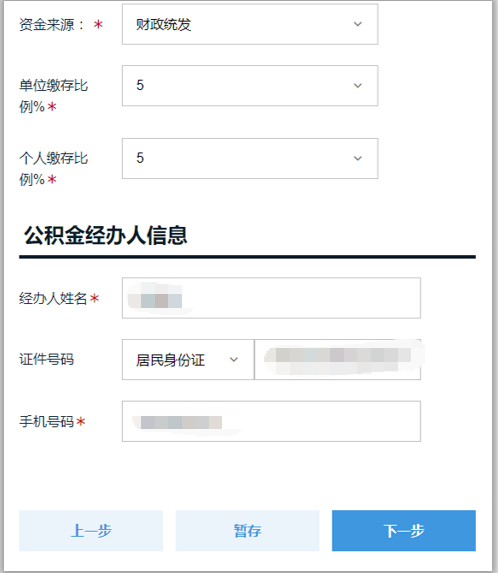 资金来源： * 财政统发
单位缴存比 5
例%*
个人缴存比 5
例%*
公积金经办人信息
经办人姓名*
证件号码 居民身份证
手机号码*
上一步 暂存 下一步